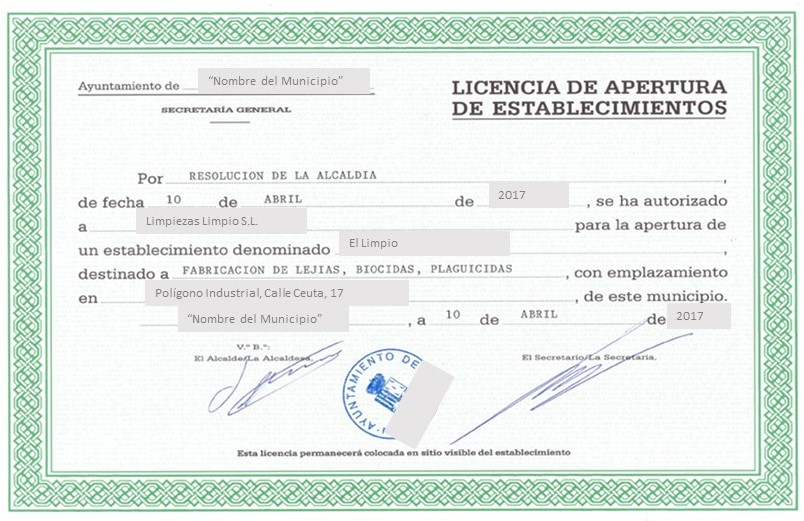 Ayuntamiento de “Nombre del Municipio”
SECRETARÍA GENERAL
LICENCIA DE APERTURA
DE ESTABLECIMIENTOS
Por RESOLUCION DE LA ALCALDIA ,
de fecha 10 de ABRIL de 2017 , se ha autorizado
a Limpiezas Limpio S.L. para la apertura de
un establecimiento denominado El Limpio ,
destinado a FABRICACION DE LEJIAS, BIOCIDAS, PLAGUICIDAS , con emplazamiento
en Polígono Industrial, Calle Ceuta, 17 , de este municipio.
“Nombre del Municipio” , a 10 de ABRIL de 2017
V.º B.º:
El Alcalde/La Alcaldesa,
El Secretario/La Secretaria,
AYUNTAMIENTO DE
Esta licencia permanecerá colocada en sitio visible del establecimiento